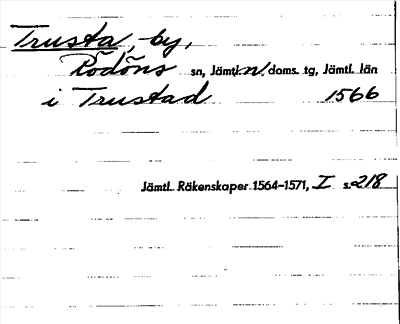 Trusta, by,
Rödöns sn, Jämtl. n. doms. tg, Jämtl. län
i Trustad 1566
Jämtl. Räkenskaper 1564-1571, I s. 218